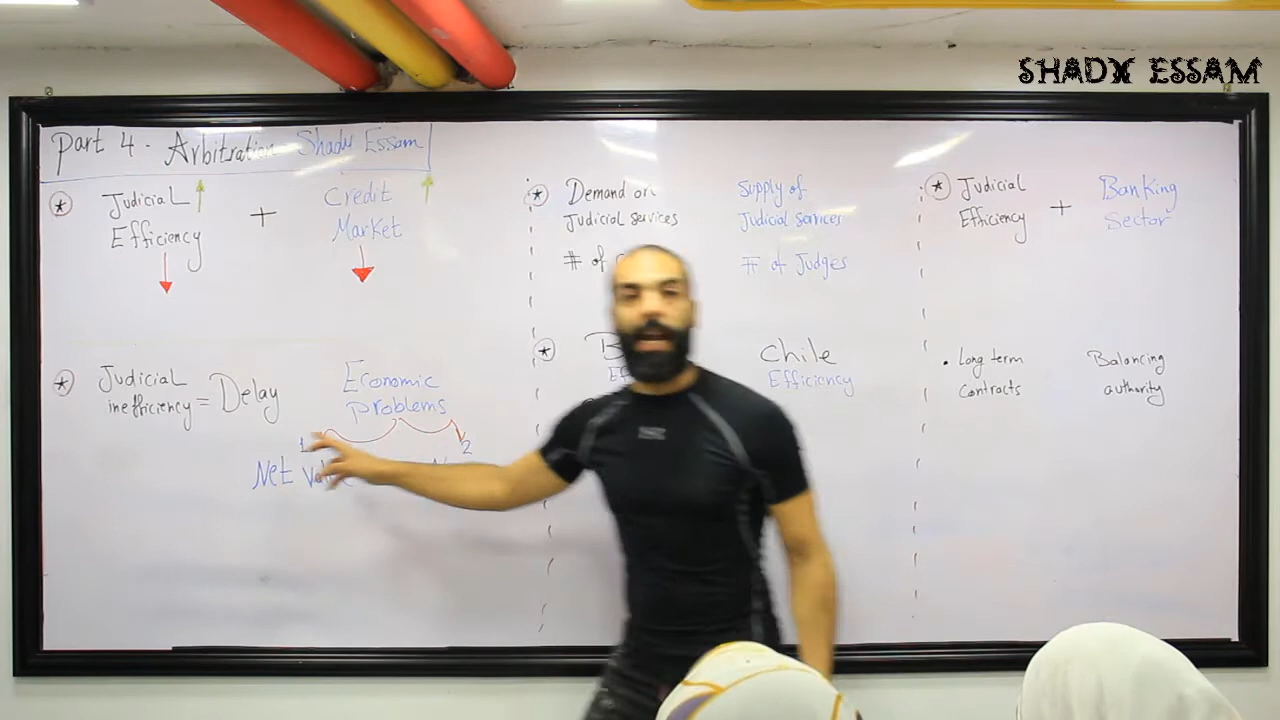 SHADY ESSAM
Part 4 - Arbitration Shady Essam
Judicial
Efficiency
+
Credit
Market
Judicial
inefficiency = Delay
Economic
problems
1
2
Net
Demand on
Judicial services
# of
Supply of
Judicial services
# of Judges
Chile
Efficiency
Judicial
Efficiency
+
Banking
Sector
• Long term
contracts
Balancing
authority